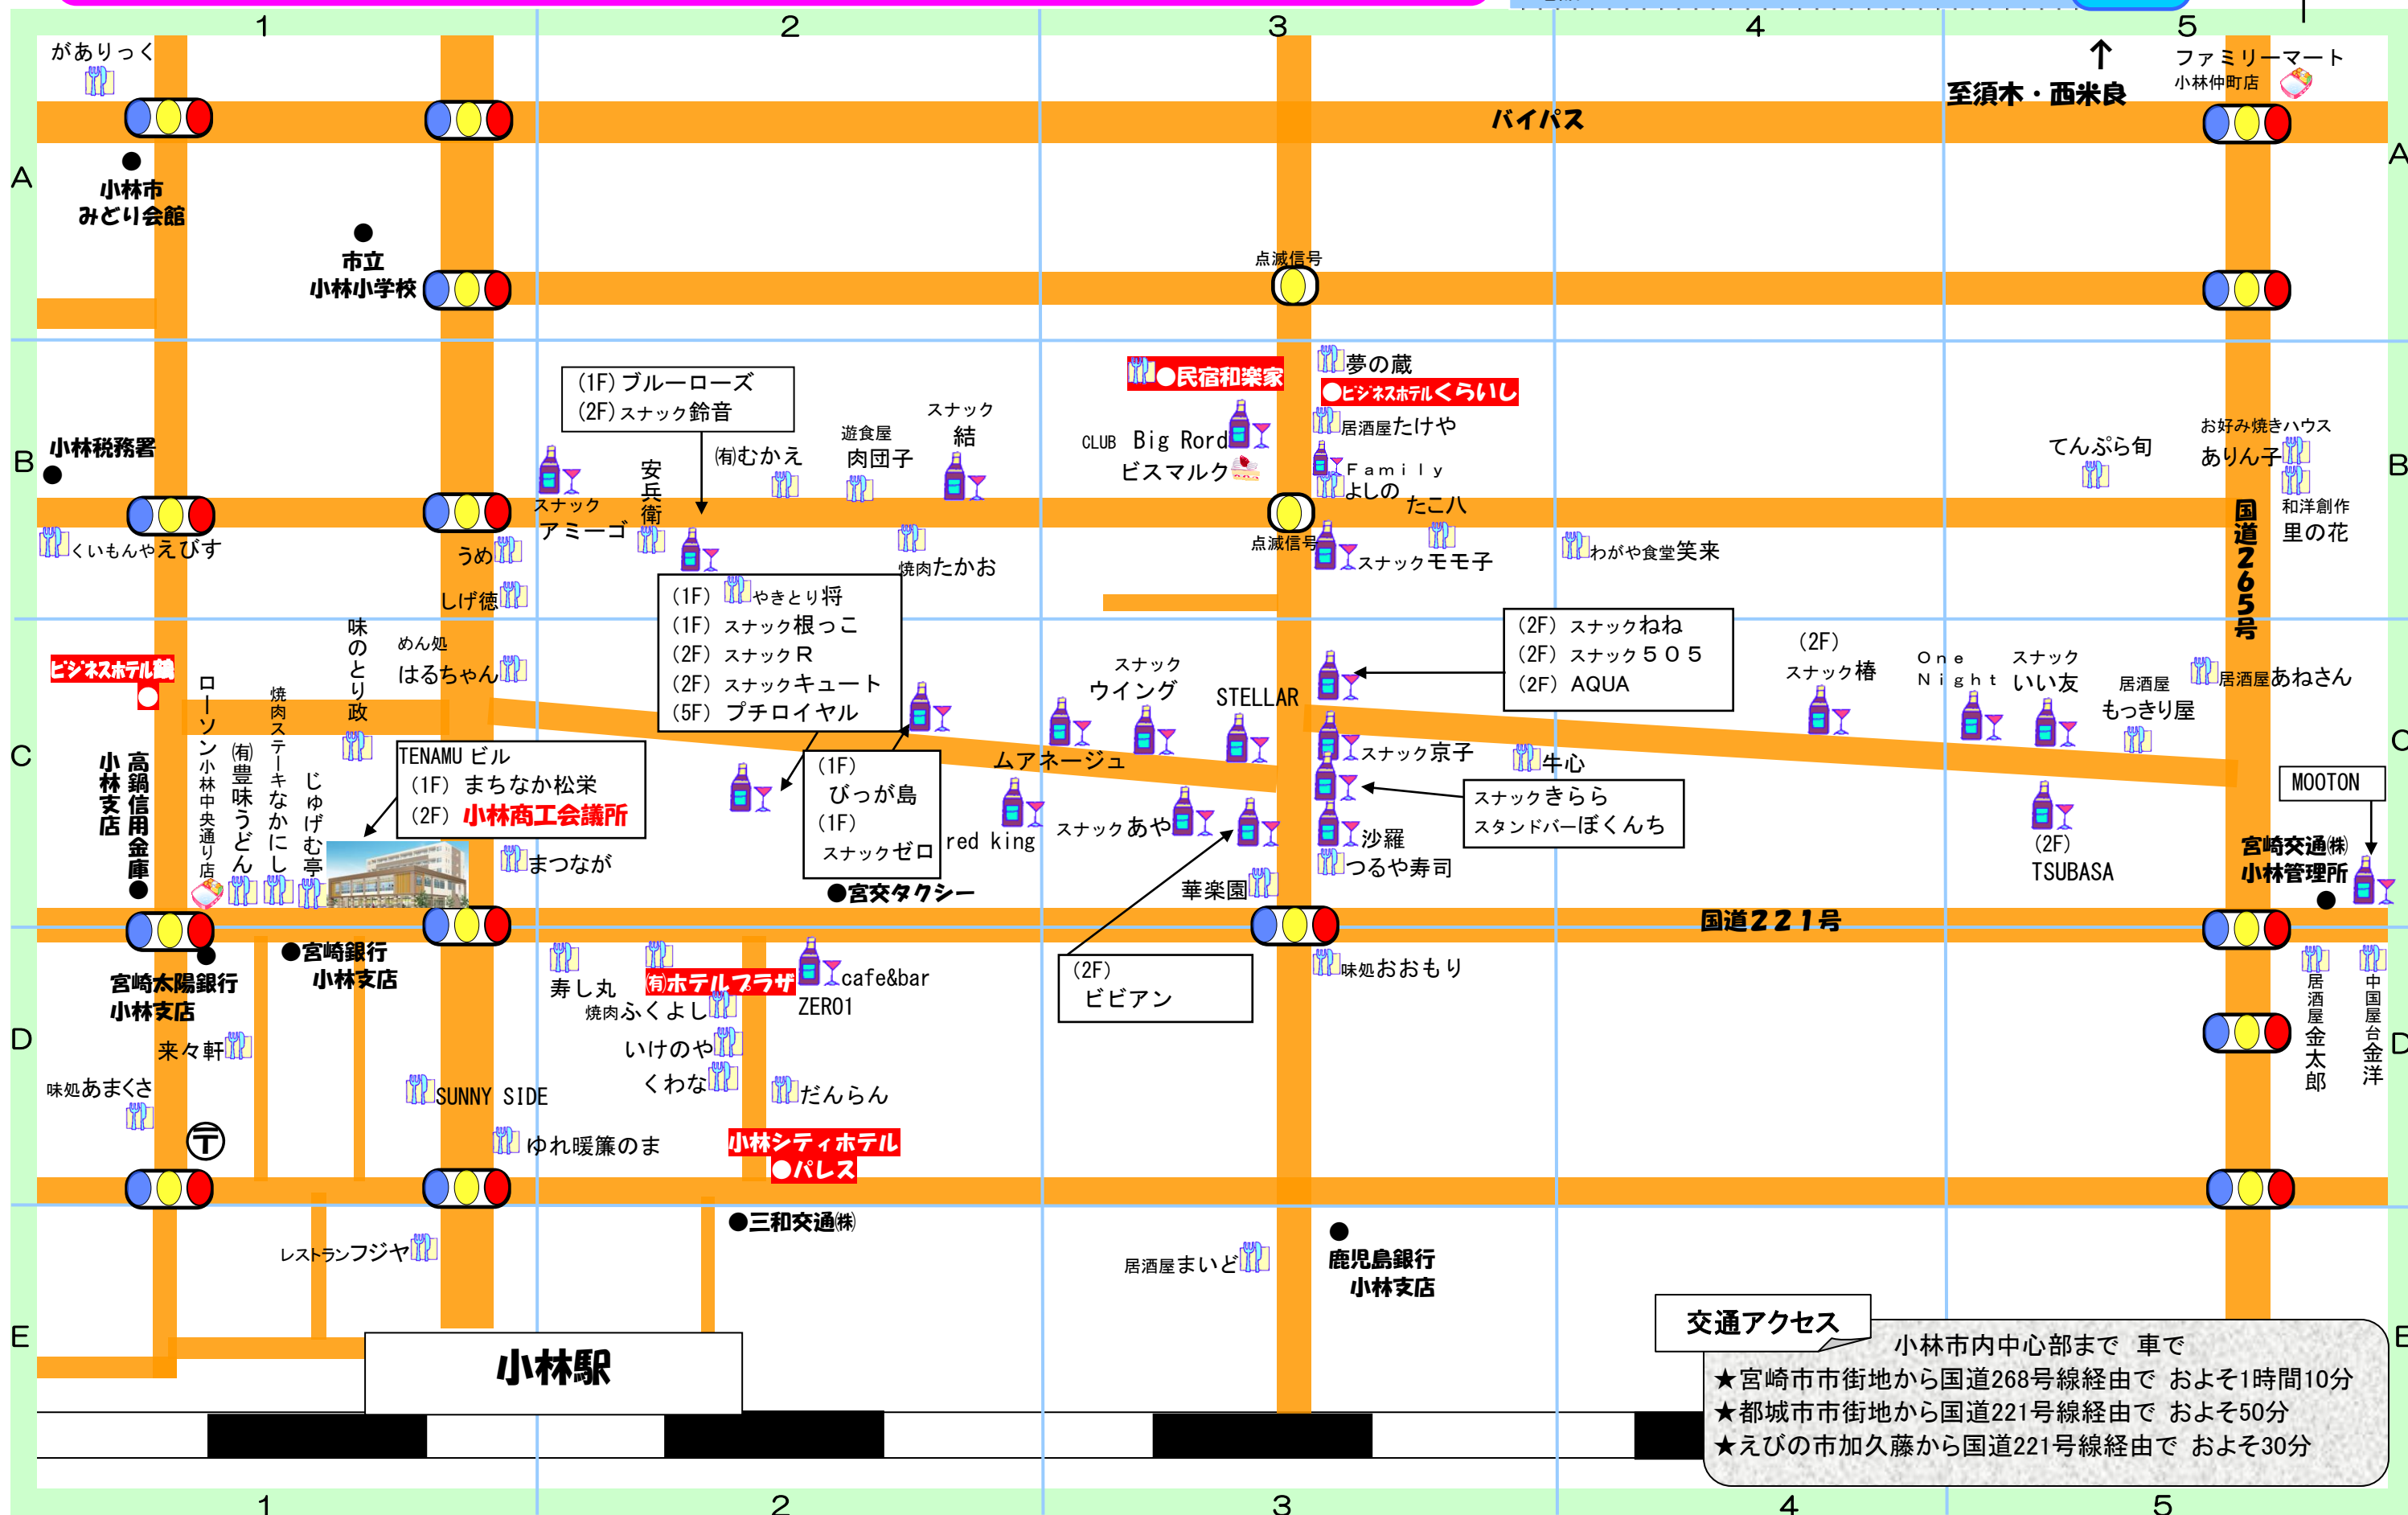 1
2
3
4
5
がありっく
ファミリーマート
小林仲町店
至須木・西米良
バイパス
A
A
小林市
みどり会館
市立
小林小学校
点滅信号
(1F) ブルーローズ
(2F) スナック鈴音
民宿和楽家
夢の蔵
ビジネスホテルくらいし
居酒屋たけや
CLUB Big Rord
ビスマルク
Family
よしの
たこ八
スナック
結
遊食屋
肉団子
㈲むかえ
安兵衛
スナック
アミーゴ
B
B
小林税務署
てんぷら旬
お好み焼きハウス
ありん子
和洋創作
里の花
国道265号
くいもんやえびす
うめ
しげ徳
焼肉たかお
点滅信号
スナックモモ子
わがや食堂笑来
(1F) やきとり将
(1F) スナック根っこ
(2F) スナックR
(2F) スナックキュート
(5F) プチロイヤル
味のとり政
めん処
はるちゃん
ビジネスホテル鶴
ローソン小林中央通り店
㈲豊味うどん
焼肉ステーキなかにし
じゅげむ亭
高鍋信用金庫
小林支店
C
C
TENAMUビル
(1F) まちなか松栄
(2F) 小林商工会議所
まつなが
(1F)
びっが島
(1F)
スナックゼロ
宮交タクシー
スナック
ウイング
STELLAR
ムアネージュ
red king
スナックあや
華楽園
(2F) スナックねね
(2F) スナック505
(2F) AQUA
スナック京子
牛心
スナックきらら
スタンドバーぼくんち
沙羅
つるや寿司
(2F)
スナック椿
One
Night
スナック
いい友
居酒屋
もっきり屋
居酒屋あねさん
(2F)
TSUBASA
MOOTON
宮崎交通㈱
小林管理所
国道221号
宮崎太陽銀行
小林支店
宮崎銀行
小林支店
寿し丸
㈲ホテルプラザ
cafe&bar
ZERO1
焼肉ふくよし
いけのや
くわな
だんらん
(2F)
ビビアン
味処おおもり
居酒屋金太郎
中国屋台金洋
D
D
来々軒
味処あまくさ
〒
SUNNY SIDE
ゆれ暖簾のま
小林シティホテル
パレス
三和交通㈱
レストランフジヤ
居酒屋まいど
鹿児島銀行
小林支店
E
E
小林駅
交通アクセス
小林市内中心部まで 車で
★宮崎市市街地から国道268号線経由で およそ1時間10分
★都城市市街地から国道221号線経由で およそ50分
★えびの市加久藤から国道221号線経由で およそ30分
1
2
3
4
5